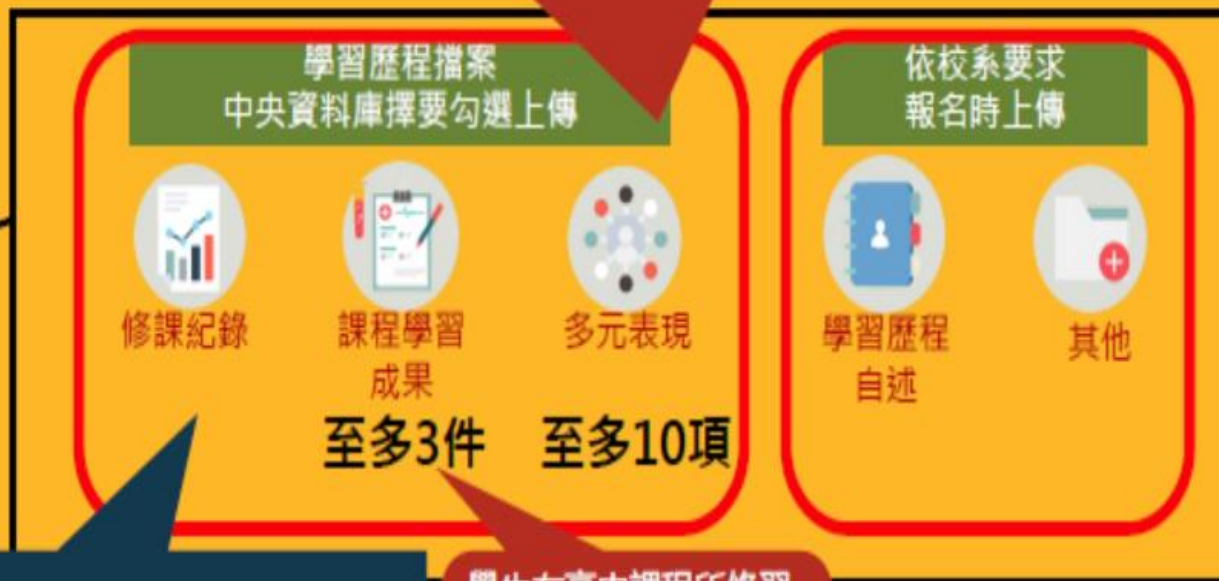 學習歷程檔案
中央資料庫擇要勾選上傳
修課紀錄
課程學習
成果
至多3件
多元表現
至多10項
依校系要求
報名時上傳
學習歷程
自述
其他